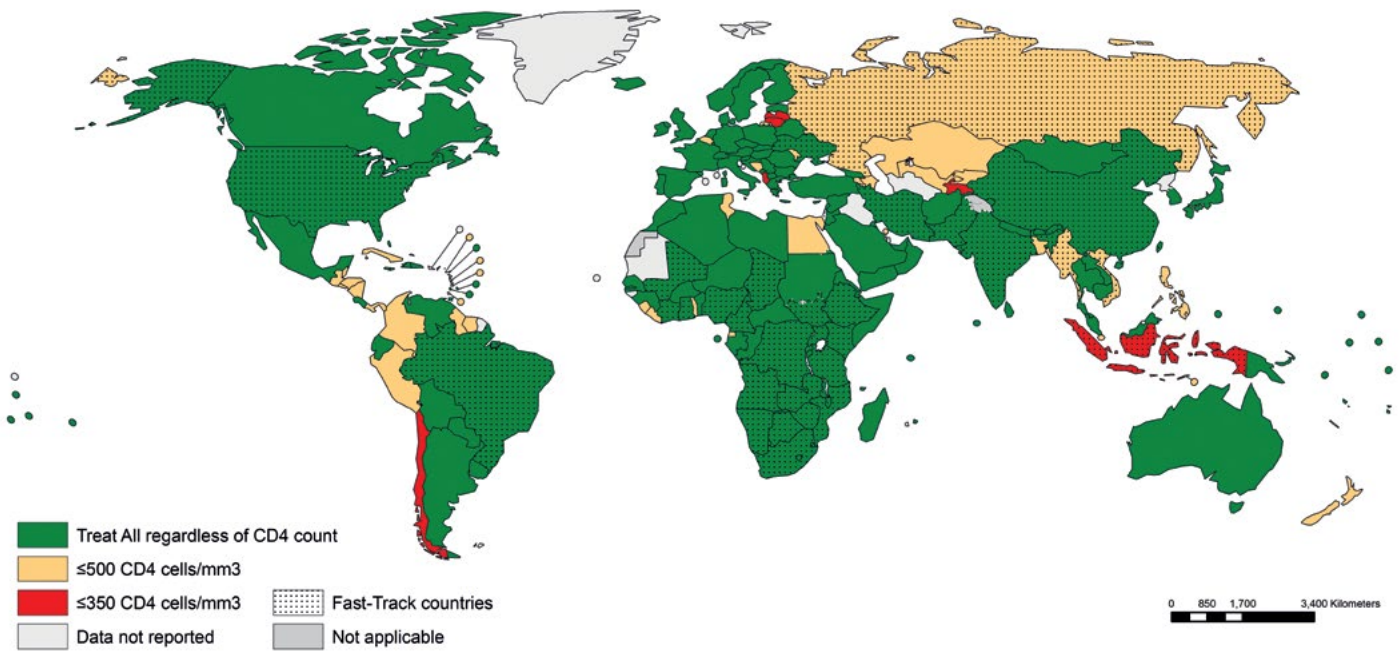 Treat All regardless of CD4 count
≤500 CD4 cells/mm3
≤350 CD4 cells/mm3
Fast-Track countries
Data not reported
Not applicable
0 850 1,700 3,400 Kilometers